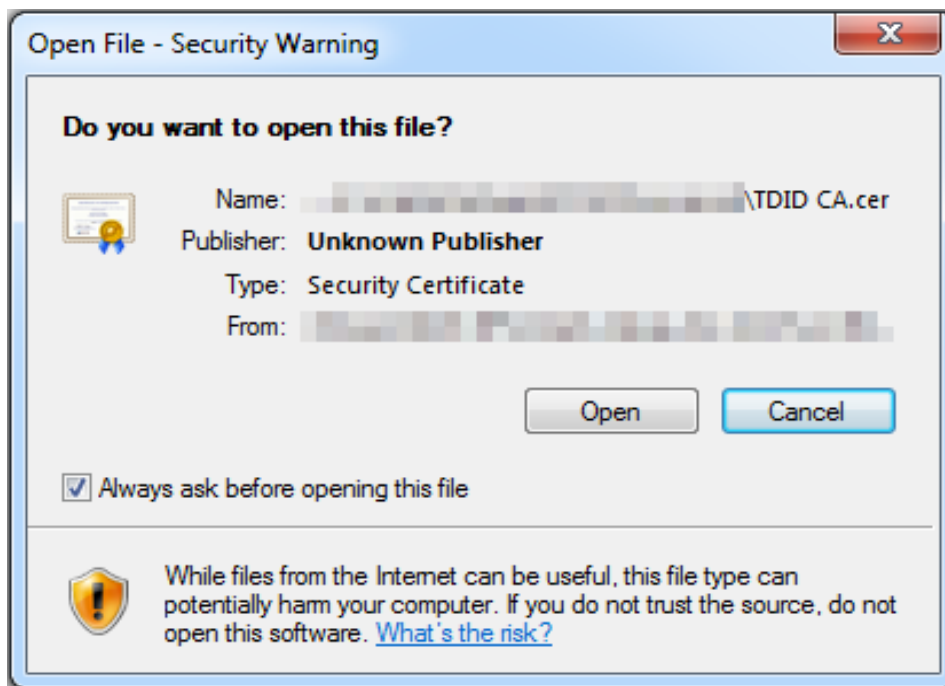 Open File - Security Warning
Do you want to open this file?
Name: \TDID CA.cer
Publisher: Unknown Publisher
Type: Security Certificate
From:
Open Cancel
Always ask before opening this file
While files from the Internet can be useful, this file type can
potentially harm your computer. If you do not trust the source, do not
open this software. What's the risk?